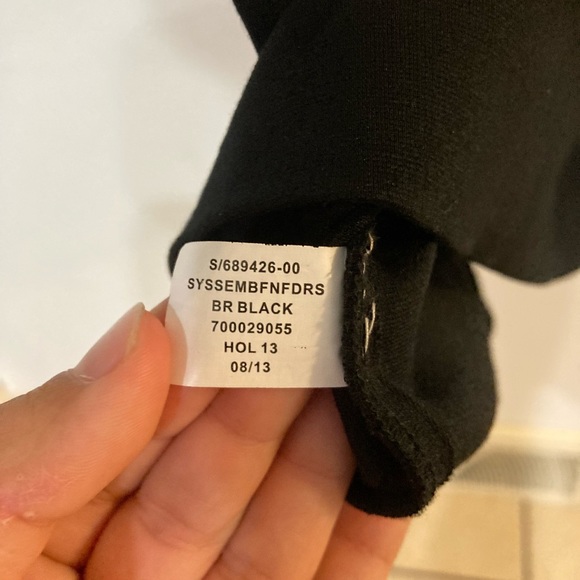 S/689426-00
SYSSEMBFNFDRS
BR BLACK
700029055
HOL 13
08/13